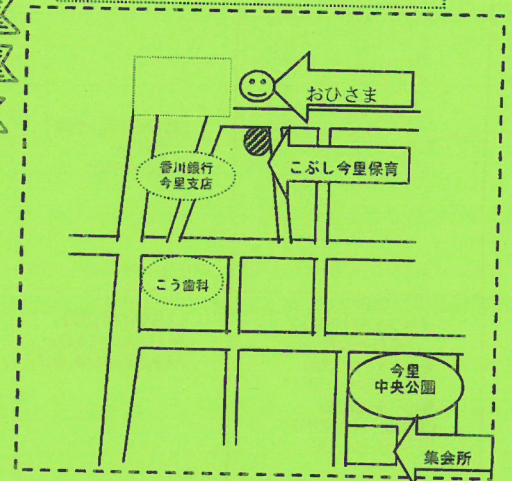 おひさま
こぶし今里保育
香川銀行
今里支店
こう歯科
今里
中央公園
集会所